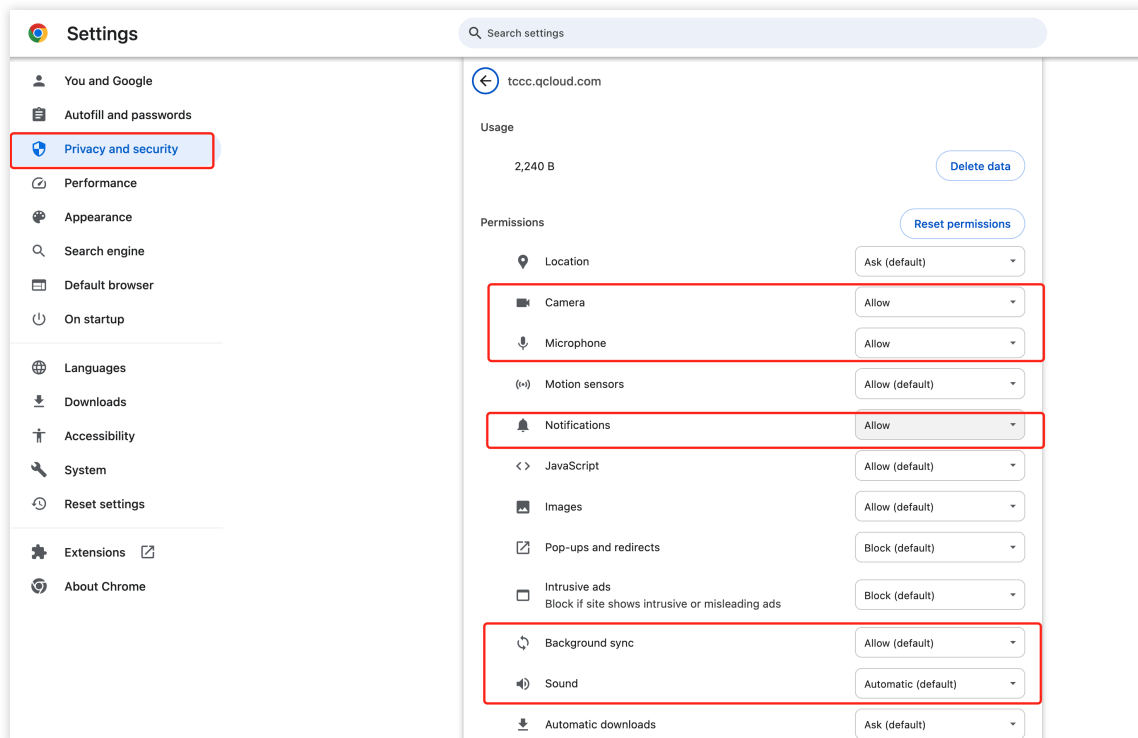 Settings
Search settings
You and Google
Autofill and passwords
Privacy and security
Performance
Appearance
Search engine
Default browser
On startup
Languages
Downloads
Accessibility
System
Reset settings
Extensions
About Chrome
tccc.qcloud.com
Usage
2,240 B
Delete data
Permissions
Reset permissions
Location
Ask (default)
Camera
Allow
Microphone
Allow
Motion sensors
Allow (default)
Notifications
Allow
JavaScript
Allow (default)
Images
Allow (default)
Pop-ups and redirects
Block (default)
Intrusive ads
Block if site shows intrusive or misleading ads
Block (default)
Background sync
Allow (default)
Sound
Automatic (default)
Automatic downloads
Ask (default)